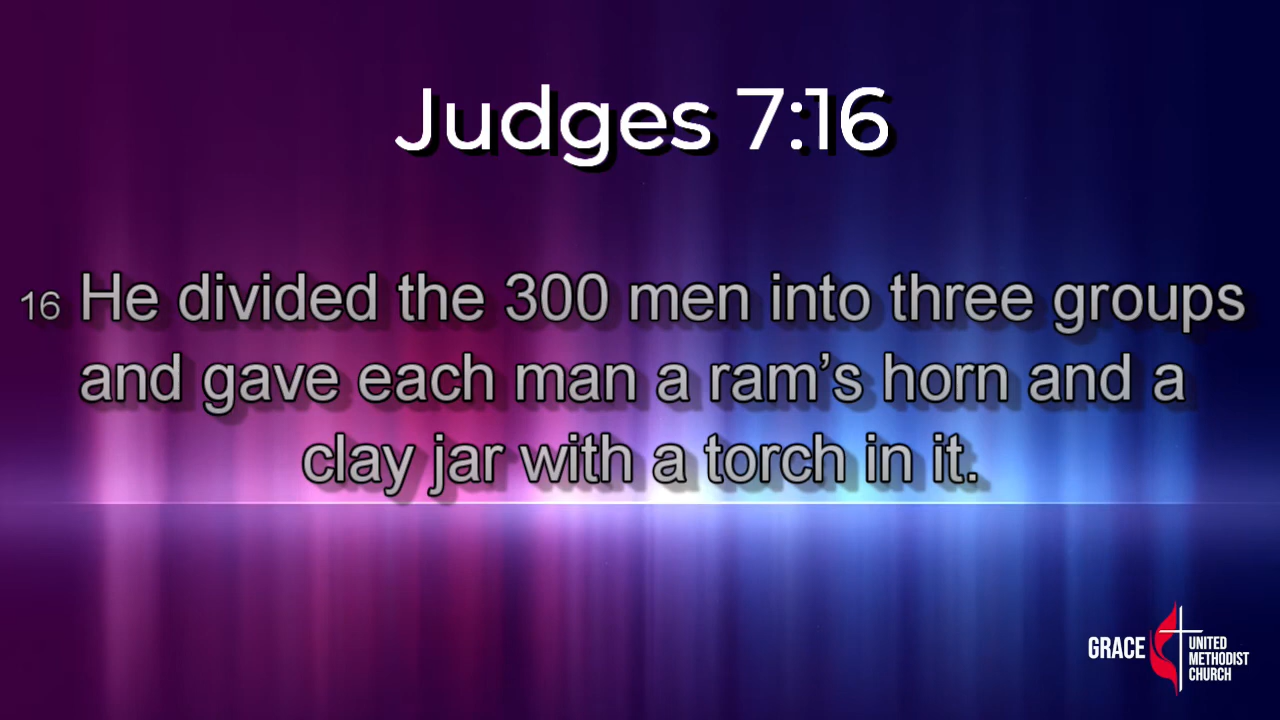 Judges 7:16
16 He divided the 300 men into three groups
and gave each man a ram’s horn and a
clay jar with a torch in it.
GRACE
UNITED
METHODIST
CHURCH